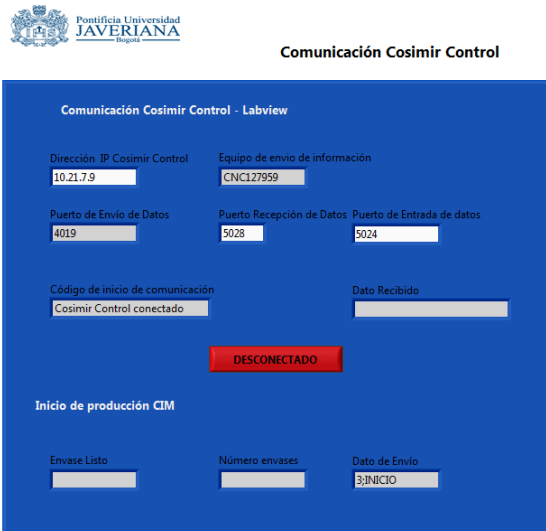 Pontificia Universidad
JAVERIANA
Bogotá
Comunicación Cosimir Control
Comunicación Cosimir Control - Labview
Dirección IP Cosimir Control
Equipo de envio de información
10.21.7.9
CNC127959
Puerto de Envío de Datos
Puerto Recepción de Datos
Puerto de Entrada de datos
4019
5028
5024
Código de inicio de comunicación
Dato Recibido
Cosimir Control conectado
DESCONECTADO
Inicio de producción CIM
Envase Listo
Número envases
Dato de Envío
3;INICIO